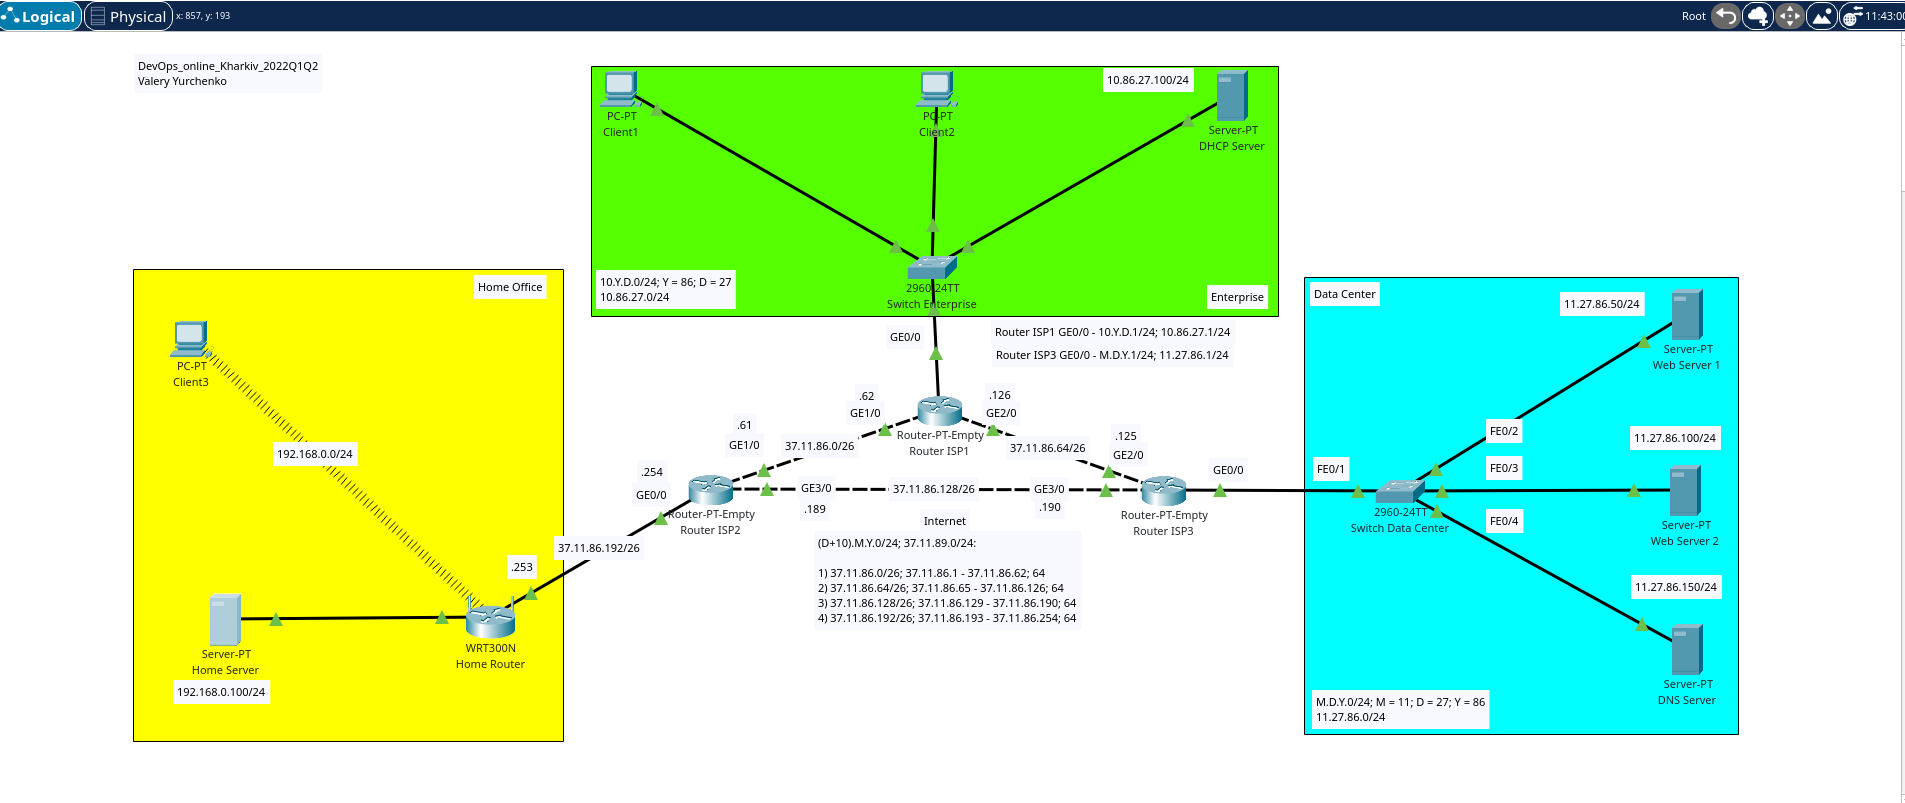 Logical
Physical
x: 857, y: 193
Root
11:43:00
DevOps_online_Kharkiv_2022Q1Q2
Valery Yurchenko
PC-PT
Client1
PC-PT
Client2
10.86.27.100/24
Server-PT
DHCP Server
10.Y.D.0/24; Y = 86; D = 27
10.86.27.0/24
2960-24TT
Switch Enterprise
Enterprise
Home Office
PC-PT
Client3
192.168.0.0/24
Server-PT
Home Server
192.168.0.100/24
WRT300N
Home Router
GE0/0
Router ISP1 GE0/0 - 10.Y.D.1/24; 10.86.27.1/24
Router ISP3 GE0/0 - M.D.Y.1/24; 11.27.86.1/24
.62
GE1/0
.126
GE2/0
Router-PT-Empty
Router ISP1
.61
GE1/0
37.11.86.0/26
37.11.86.64/26
.125
GE2/0
.254
GE0/0
Router-PT-Empty
Router ISP2
GE3/0
.189
37.11.86.128/26
GE3/0
.190
Router-PT-Empty
Router ISP3
GE0/0
37.11.86.192/26
.253
Internet
(D+10).M.Y.0/24; 37.11.89.0/24:
1) 37.11.86.0/26; 37.11.86.1 - 37.11.86.62; 64
2) 37.11.86.64/26; 37.11.86.65 - 37.11.86.126; 64
3) 37.11.86.128/26; 37.11.86.129 - 37.11.86.190; 64
4) 37.11.86.192/26; 37.11.86.193 - 37.11.86.254; 64
Data Center
11.27.86.50/24
Server-PT
Web Server 1
FE0/2
FE0/1
FE0/3
11.27.86.100/24
2960-24TT
Switch Data Center
FE0/4
Server-PT
Web Server 2
11.27.86.150/24
Server-PT
DNS Server
M.D.Y.0/24; M = 11; D = 27; Y = 86
11.27.86.0/24